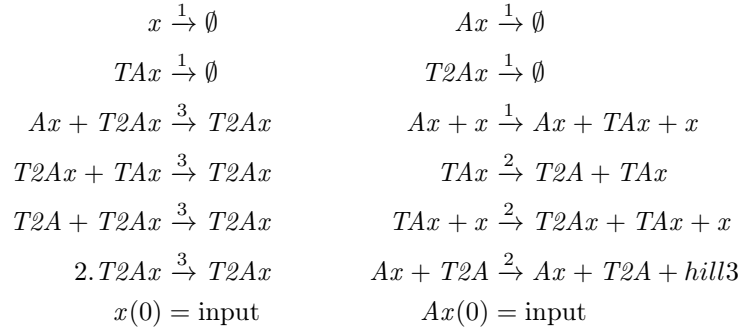 x →^1 ∅    Ax →^1 ∅
TAx →^1 ∅    T2Ax →^1 ∅
Ax + T2Ax →^3 T2Ax    Ax + x →^1 Ax + TAx + x
T2Ax + TAx →^3 T2Ax    TAx →^2 T2A + TAx
T2A + T2Ax →^3 T2Ax    TAx + x →^2 T2Ax + TAx + x
2.T2Ax →^3 T2Ax    Ax + T2A →^2 Ax + T2A + hill3
x(0) = input    Ax(0) = input